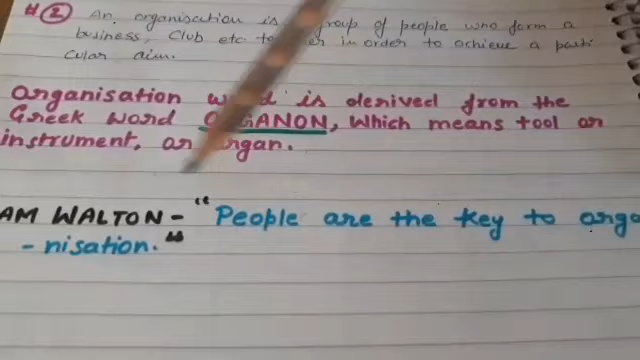 # 2 An organisation is group of people who form a
business, club etc in order to achieve a parti
cular aim.
Organisation is derived from the
Greek word ORGANON, which means tool or
instrument, or organ.
AM WALTON - "People are the key to orga
- nisation."